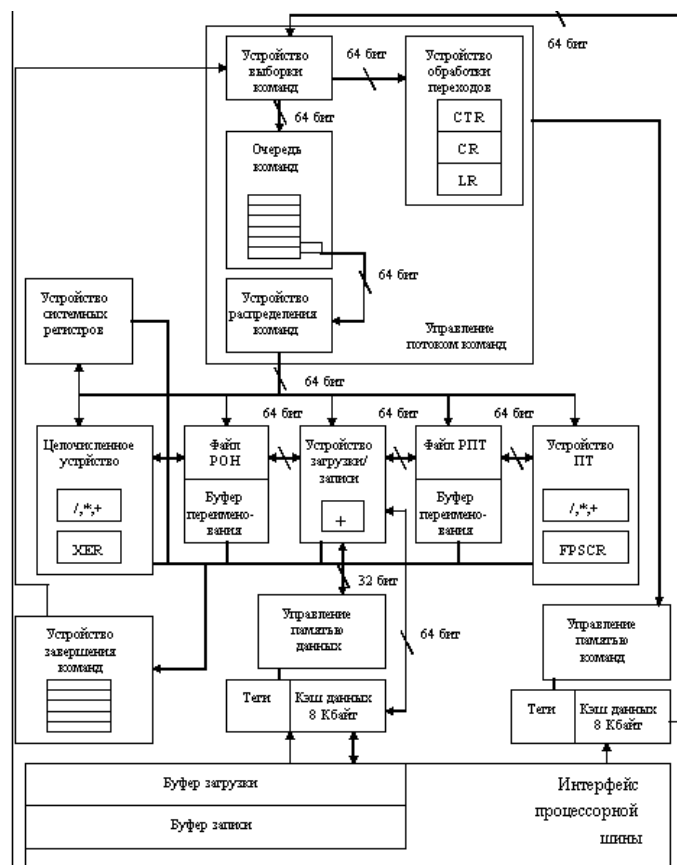 64 бит
Устройство
выборки
команд
64 бит
Устройство
обработки
переходов
CTR
CR
LR
64 бит
Очередь
команд
64 бит
Устройство
распределения
команд
Управление
потоком команд
Устройство
системных
регистров
64 бит
64 бит
64 бит
64 бит
Целочисленное
устрйство
/,*,+
XER
Файл
РОН
Буфер
переимено-
вания
Устройство
загрузки/
записи
+
Файл РПТ
Буфер
переимено-
вания
Устройство
ПТ
/,*,+
FPSCR
32 бит
64 бит
Устройство
завершения
команд
Управление
памятью
данных
Управление
памятью
команд
Теги
Кэш данных
8 Кбайт
Теги
Кэш данных
8 Кбайт
Буфер загрузки
Буфер записи
Интерфейс
процессорной
шины